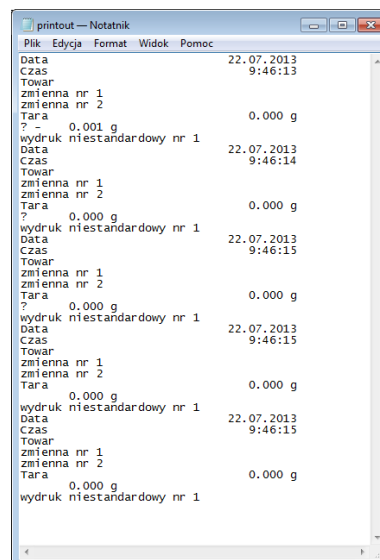 printout — Notatnik
Plik Edycja Format Widok Pomoc
Data 22.07.2013
Czas 9:46:13
Towar
zmienna nr 1
zmienna nr 2
Tara 0.000 g
? - 0.001 g
wydruk niestandardowy nr 1
Data 22.07.2013
Czas 9:46:14
Towar
zmienna nr 1
zmienna nr 2
Tara 0.000 g
? 0.000 g
wydruk niestandardowy nr 1
Data 22.07.2013
Czas 9:46:15
Towar
zmienna nr 1
zmienna nr 2
Tara 0.000 g
? 0.000 g
wydruk niestandardowy nr 1
Data 22.07.2013
Czas 9:46:15
Towar
zmienna nr 1
zmienna nr 2
Tara 0.000 g
0.000 g
wydruk niestandardowy nr 1
Data 22.07.2013
Czas 9:46:15
Towar
zmienna nr 1
zmienna nr 2
Tara 0.000 g
0.000 g
wydruk niestandardowy nr 1